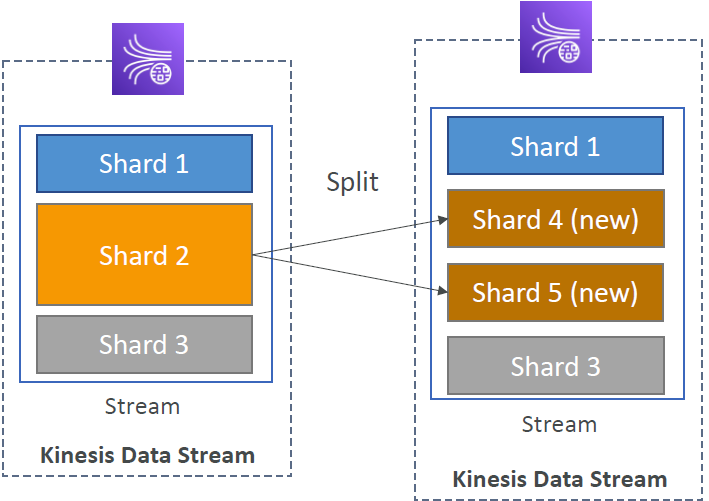 Shard 1
Shard 2
Shard 3
Stream
Kinesis Data Stream
Split
Shard 1
Shard 4 (new)
Shard 5 (new)
Shard 3
Stream
Kinesis Data Stream